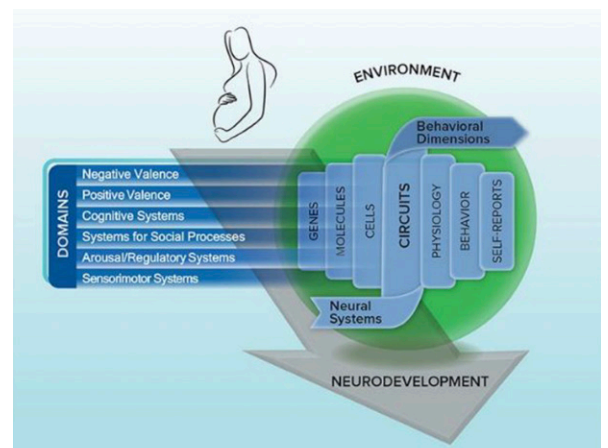 ENVIRONMENT
Behavioral
Dimensions
DOMAINS
Negative Valence
Positive Valence
Cognitive Systems
Systems for Social Processes
Arousal/Regulatory Systems
Sensorimotor Systems
GENES
MOLECULES
CELLS
CIRCUITS
PHYSIOLOGY
BEHAVIOR
SELF-REPORTS
Neural
Systems
NEURODEVELOPMENT